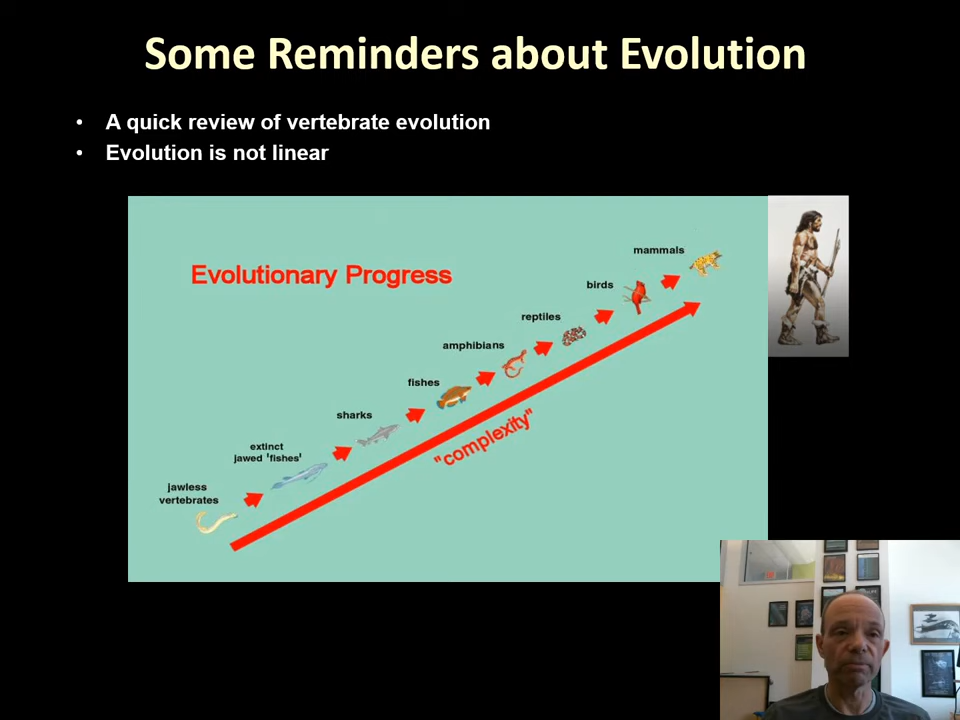 Some Reminders about Evolution
• A quick review of vertebrate evolution
• Evolution is not linear
Evolutionary Progress
mammals
birds
reptiles
amphibians
fishes
sharks
extinct
jawed 'fishes'
jawless
vertebrates
"complexity"